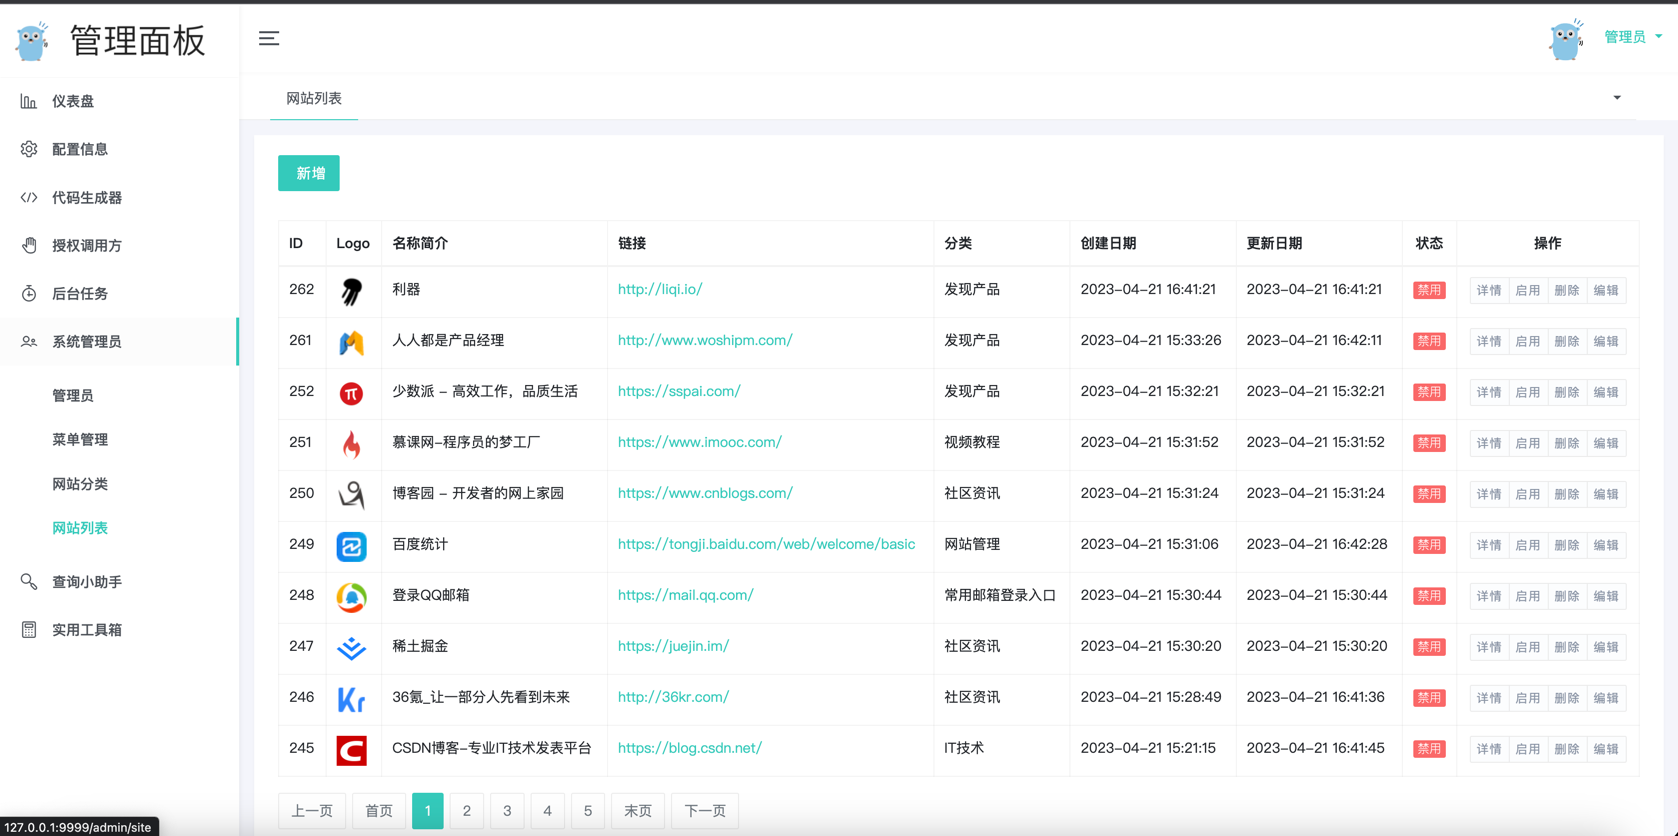 管理面板
管理员
仪表盘
配置信息
代码生成器
授权调用方
后台任务
系统管理员
管理员
菜单管理
网站分类
网站列表
查询小助手
实用工具箱
网站列表
新增
ID Logo 名称简介 链接 分类 创建日期 更新日期 状态 操作
262 利器 http://liqi.io/ 发现产品 2023-04-21 16:41:21 2023-04-21 16:41:21 禁用 详情 启用 删除 编辑
261 人人都是产品经理 http://www.woshipm.com/ 发现产品 2023-04-21 15:33:26 2023-04-21 16:42:11 禁用 详情 启用 删除 编辑
252 π 少数派 - 高效工作，品质生活 https://sspai.com/ 发现产品 2023-04-21 15:32:21 2023-04-21 15:32:21 禁用 详情 启用 删除 编辑
251 慕课网-程序员的梦工厂 https://www.imooc.com/ 视频教程 2023-04-21 15:31:52 2023-04-21 15:31:52 禁用 详情 启用 删除 编辑
250 博客园 - 开发者的网上家园 https://www.cnblogs.com/ 社区资讯 2023-04-21 15:31:24 2023-04-21 15:31:24 禁用 详情 启用 删除 编辑
249 百度统计 https://tongji.baidu.com/web/welcome/basic 网站管理 2023-04-21 15:31:06 2023-04-21 16:42:28 禁用 详情 启用 删除 编辑
248 登录QQ邮箱 https://mail.qq.com/ 常用邮箱登录入口 2023-04-21 15:30:44 2023-04-21 15:30:44 禁用 详情 启用 删除 编辑
247 稀土掘金 https://juejin.im/ 社区资讯 2023-04-21 15:30:20 2023-04-21 15:30:20 禁用 详情 启用 删除 编辑
246 Kr 36氪_让一部分人先看到未来 http://36kr.com/ 社区资讯 2023-04-21 15:28:49 2023-04-21 16:41:36 禁用 详情 启用 删除 编辑
245 C CSDN博客-专业IT技术发表平台 https://blog.csdn.net/ IT技术 2023-04-21 15:21:15 2023-04-21 16:41:45 禁用 详情 启用 删除 编辑
上一页 首页 1 2 3 4 5 末页 下一页
127.0.0.1:9999/admin/site